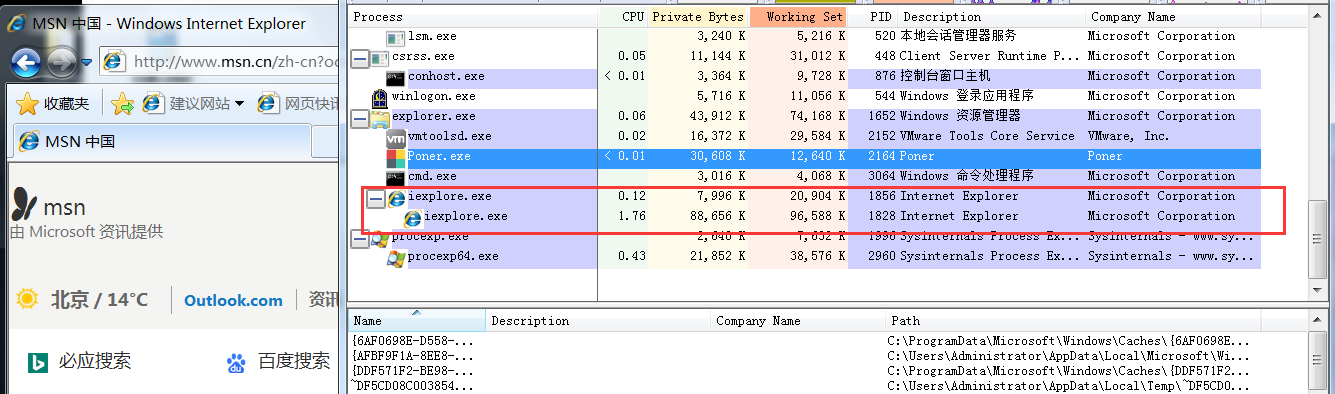 MSN 中国 - Windows Internet Explorer
http://www.msn.cn/zh-cn?oc
收藏夹 建议网站 网页快讯
MSN 中国
msn
由 Microsoft 资讯提供
北京 / 14°C Outlook.com 资讯
必应搜索 百度搜索
Process CPU Private Bytes Working Set PID Description Company Name
lsm.exe 3,240 K 5,216 K 520 本地会话管理器服务 Microsoft Corporation
csrss.exe 0.05 11,144 K 31,012 K 448 Client Server Runtime P... Microsoft Corporation
conhost.exe < 0.01 3,364 K 9,728 K 876 控制台窗口主机 Microsoft Corporation
winlogon.exe 5,716 K 11,056 K 544 Windows 登录应用程序 Microsoft Corporation
explorer.exe 0.06 43,912 K 74,168 K 1652 Windows 资源管理器 Microsoft Corporation
vm vmtoolsd.exe 0.02 16,372 K 29,584 K 2152 VMware Tools Core Service VMware, Inc.
Poner.exe < 0.01 30,608 K 12,640 K 2164 Poner Poner
cmd.exe 3,016 K 4,068 K 3064 Windows 命令处理程序 Microsoft Corporation
iexplore.exe 0.12 7,996 K 20,904 K 1856 Internet Explorer Microsoft Corporation
iexplore.exe 1.76 88,656 K 96,588 K 1828 Internet Explorer Microsoft Corporation
procexp.exe 2,640 K 7,652 K 1996 Sysinternals Process Ex... Sysinternals - www.sy...
procexp64.exe 0.43 21,852 K 38,576 K 2960 Sysinternals Process Ex... Sysinternals - www.sy...
Name Description Company Name Path
{6AF0698E-D558-... C:\ProgramData\Microsoft\Windows\Caches\{6AF0698E...
{AFBF9F1A-8EE8-... C:\Users\Administrator\AppData\Local\Microsoft\Wi...
{DDF571F2-BE98-... C:\ProgramData\Microsoft\Windows\Caches\{DDF571F2...
~DF5CD08C003854... C:\Users\Administrator\AppData\Local\Temp\~DF5CD0...